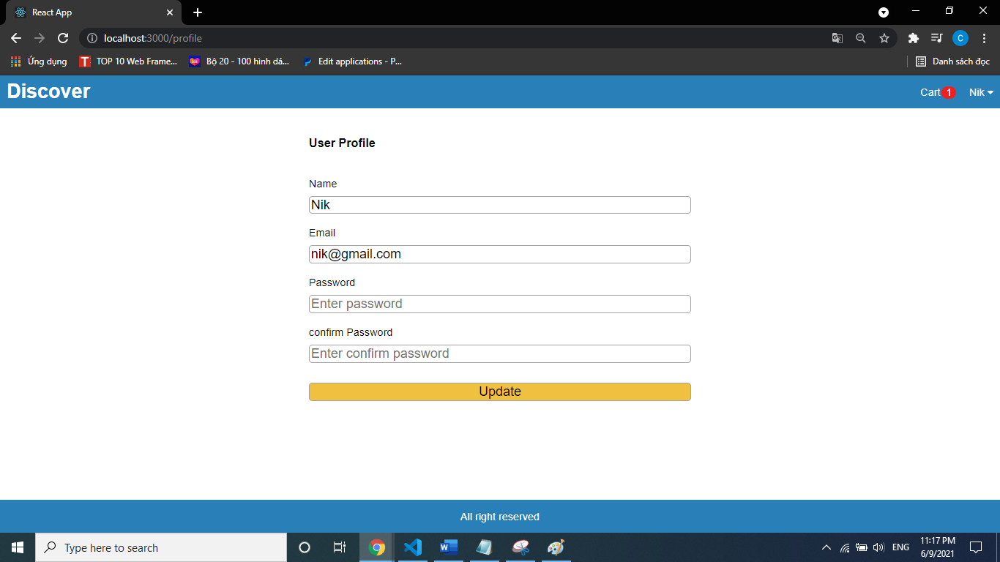 React App
localhost:3000/profile
C
Ứng dụng TOP 10 Web Frame... Bộ 20 - 100 hình dá... Edit applications - P... Danh sách đọc
Discover Cart 1 Nik
User Profile
Name
Nik
Email
nik@gmail.com
Password
Enter password
confirm Password
Enter confirm password
Update
All right reserved
Type here to search ENG 11:17 PM
6/9/2021